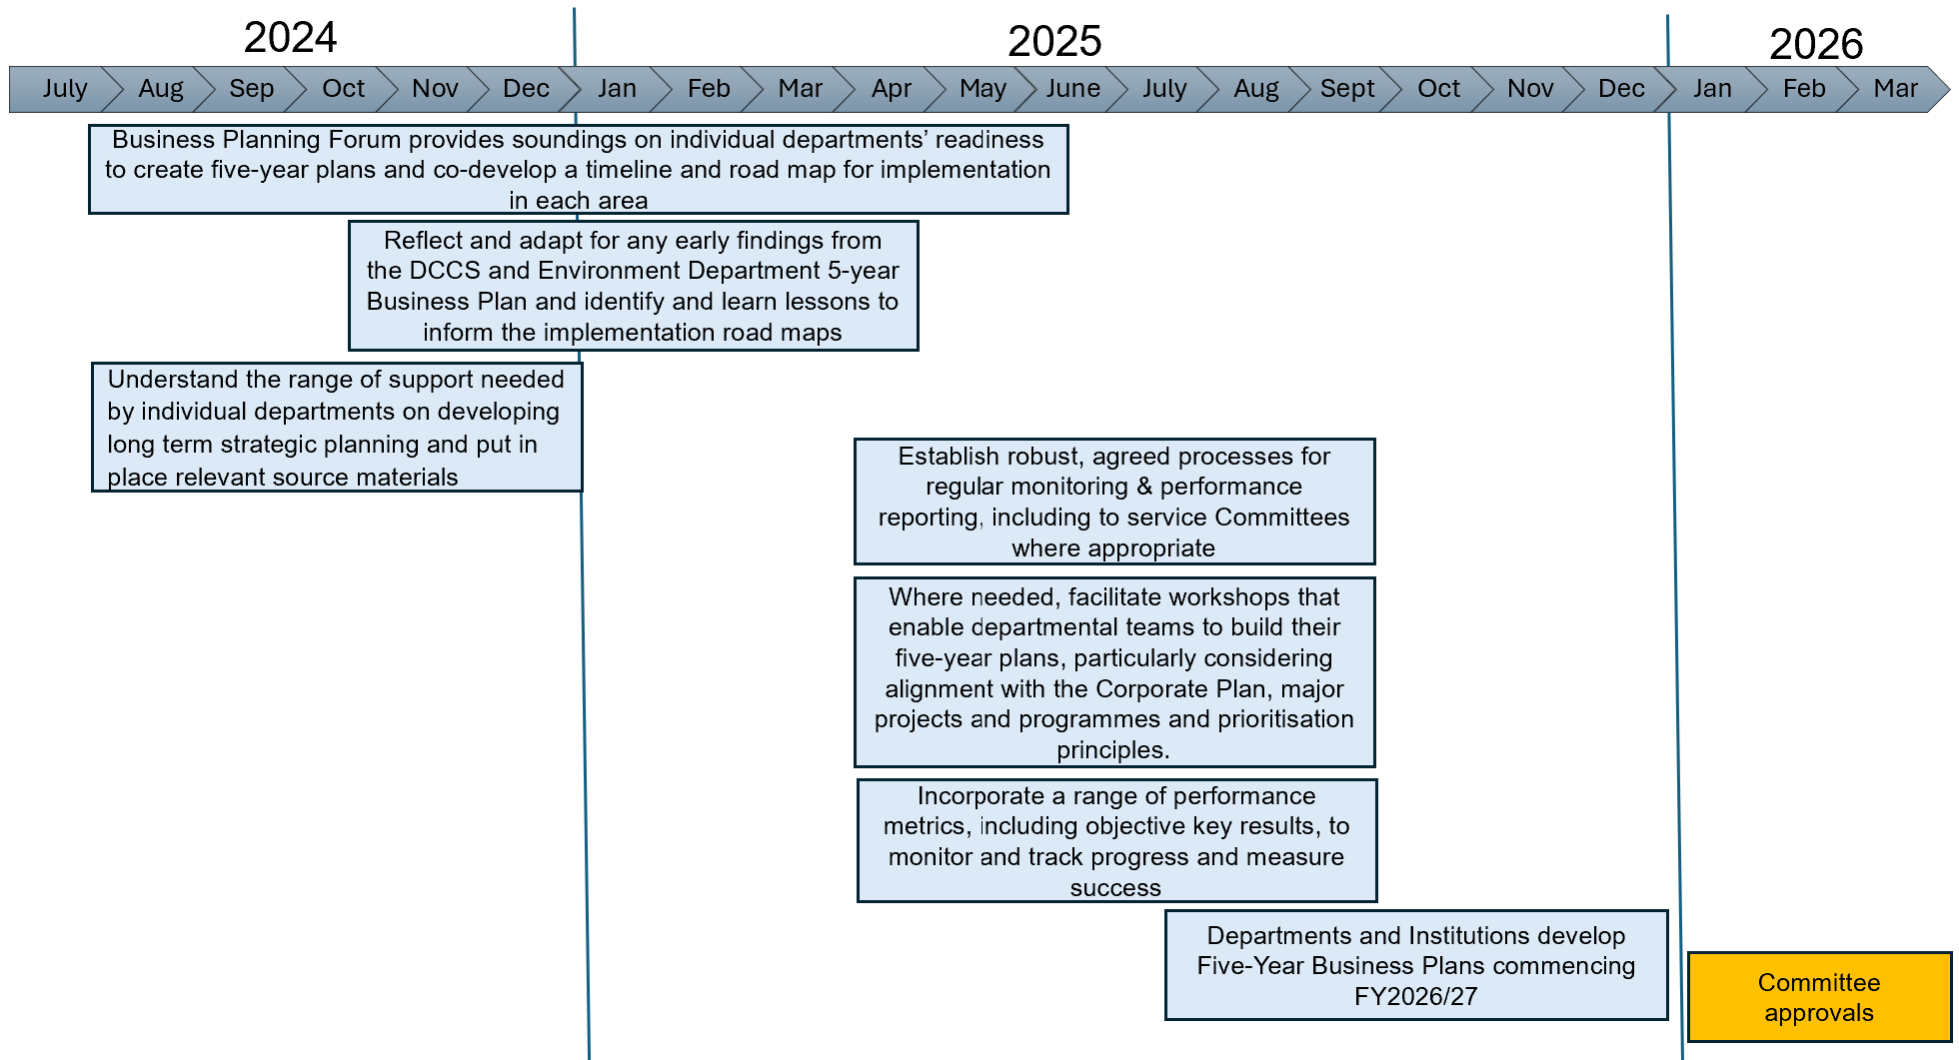 2024
2025
2026
July Aug Sep Oct Nov Dec Jan Feb Mar Apr May June July Aug Sept Oct Nov Dec Jan Feb Mar
Business Planning Forum provides soundings on individual departments’ readiness
to create five-year plans and co-develop a timeline and road map for implementation
in each area
Reflect and adapt for any early findings from
the DCCS and Environment Department 5-year
Business Plan and identify and learn lessons to
inform the implementation road maps
Understand the range of support needed
by individual departments on developing
long term strategic planning and put in
place relevant source materials
Establish robust, agreed processes for
regular monitoring & performance
reporting, including to service Committees
where appropriate
Where needed, facilitate workshops that
enable departmental teams to build their
five-year plans, particularly considering
alignment with the Corporate Plan, major
projects and programmes and prioritisation
principles.
Incorporate a range of performance
metrics, including objective key results, to
monitor and track progress and measure
success
Departments and Institutions develop
Five-Year Business Plans commencing
FY2026/27
Committee
approvals